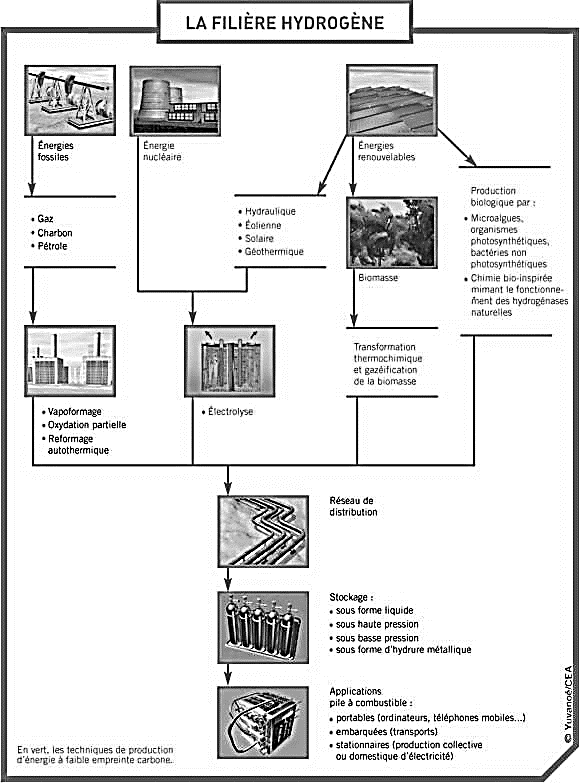 LA FILIÈRE HYDROGÈNE
Énergies
fossiles
Énergie
nucléaire
Énergies
renouvelables
• Gaz
• Charbon
• Pétrole
• Hydraulique
• Éolienne
• Solaire
• Géothermique
Biomasse
Production
biologique par :
• Microalgues,
organismes
photosynthétiques,
bactéries non
photosynthétiques
• Chimie bio-inspirée
mimant le fonctionne-
ment des hydrogénases
naturelles
• Vapoformage
• Oxydation partielle
• Reformage
autothermique
• Électrolyse
Transformation
thermochimique
et gazéification
de la biomasse
Réseau de
distribution
Stockage :
• sous forme liquide
• sous haute pression
• sous basse pression
• sous forme d'hydrure métallique
Applications
pile à combustible :
• portables (ordinateurs, téléphones mobiles...)
• embarquées (transports)
• stationnaires (production collective
ou domestique d'électricité)
En vert, les techniques de production
d'énergie à faible empreinte carbone.
© Yuvanoé/CEA